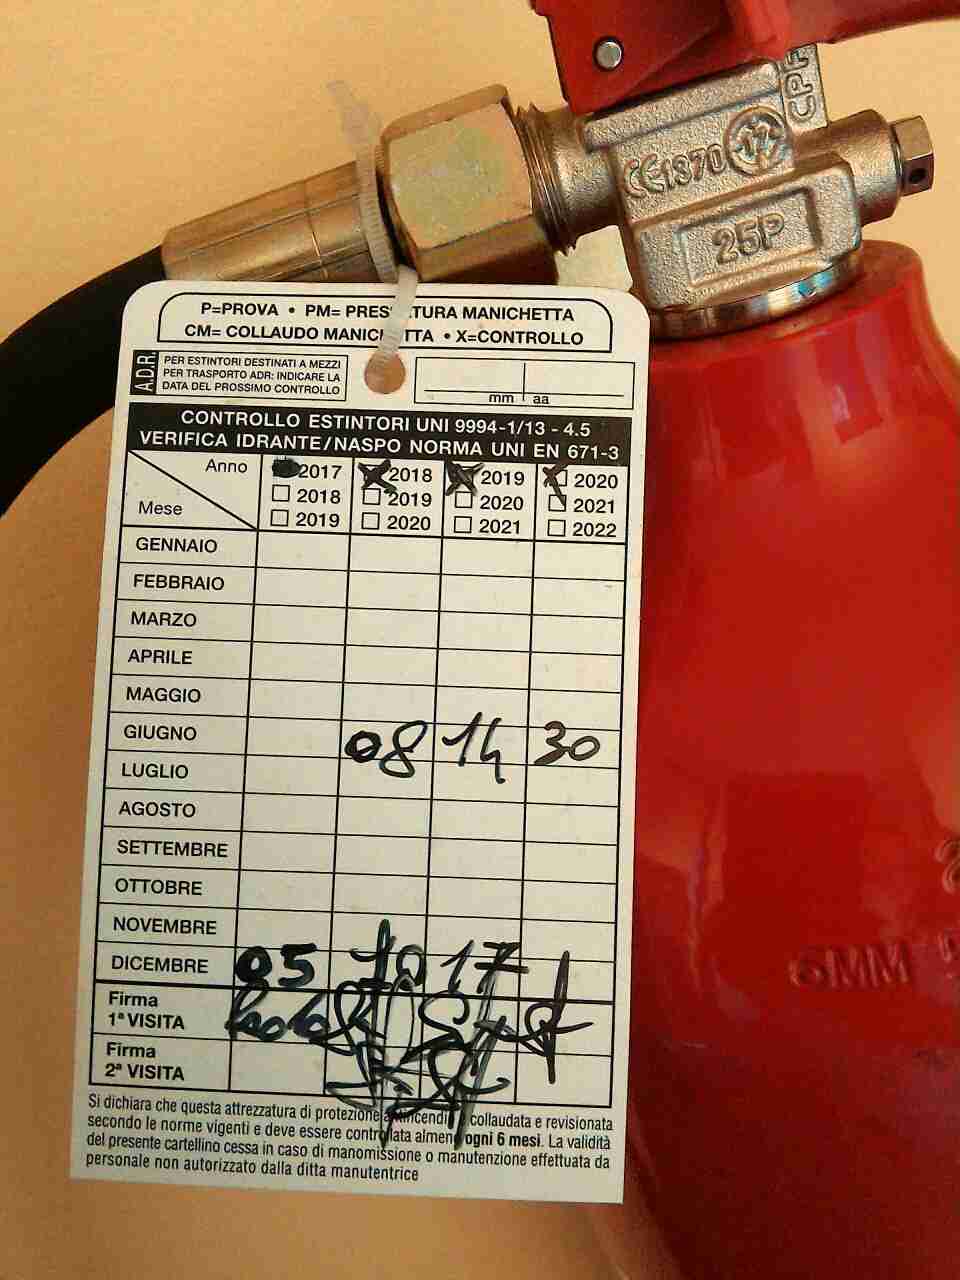 CPF
CE1370 17
25P
P=PROVA • PM= PRESS TURA MANICHETTA
CM= COLLAUDO MANICHETTA • X=CONTROLLO
A.D.R.
PER ESTINTORI DESTINATI A MEZZI
PER TRASPORTO ADR: INDICARE LA
DATA DEL PROSSIMO CONTROLLO
mm aa
CONTROLLO ESTINTORI UNI 9994-1/13 - 4.5
VERIFICA IDRANTE/NASPO NORMA UNI EN 671-3
Anno 2017 2018 2019 2020
2018 2019 2020 2021
Mese 2019 2020 2021 2022
GENNAIO
FEBBRAIO
MARZO
APRILE
MAGGIO
GIUGNO 08 14 30
LUGLIO
AGOSTO
SETTEMBRE
OTTOBRE
NOVEMBRE
DICEMBRE 05 10 17
Firma
1ª VISITA
Firma
2ª VISITA
Si dichiara che questa attrezzatura di protezione antincendio collaudata e revisionata
secondo le norme vigenti e deve essere controllata almeno ogni 6 mesi. La validità
del presente cartellino cessa in caso di manomissione o manutenzione effettuata da
personale non autorizzato dalla ditta manutentrice
6MM